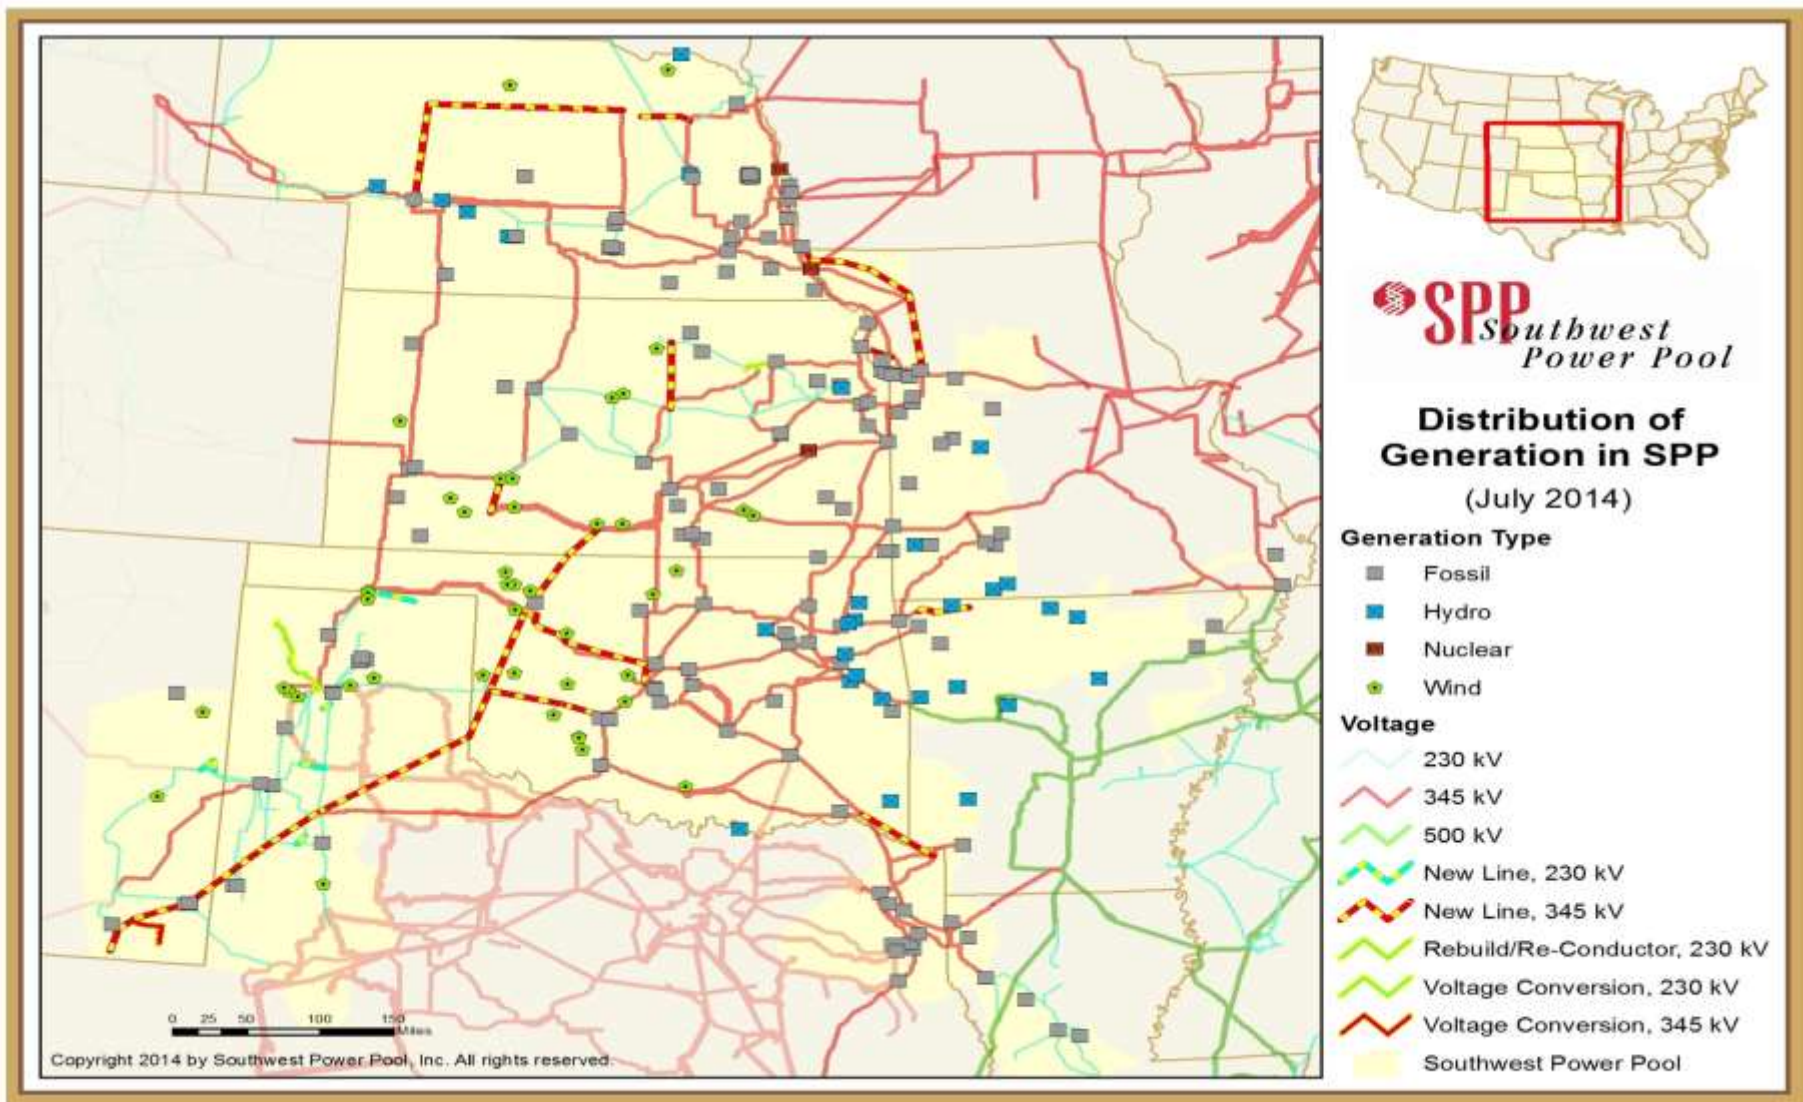 SPP
Southwest
Power Pool
Distribution of
Generation in SPP
(July 2014)
Generation Type
Fossil
Hydro
Nuclear
Wind
Voltage
230 kV
345 kV
500 kV
New Line, 230 kV
New Line, 345 kV
Rebuild/Re-Conductor, 230 kV
Voltage Conversion, 230 kV
Voltage Conversion, 345 kV
Southwest Power Pool
0 25 50 100 150
Miles
Copyright 2014 by Southwest Power Pool, Inc. All rights reserved.